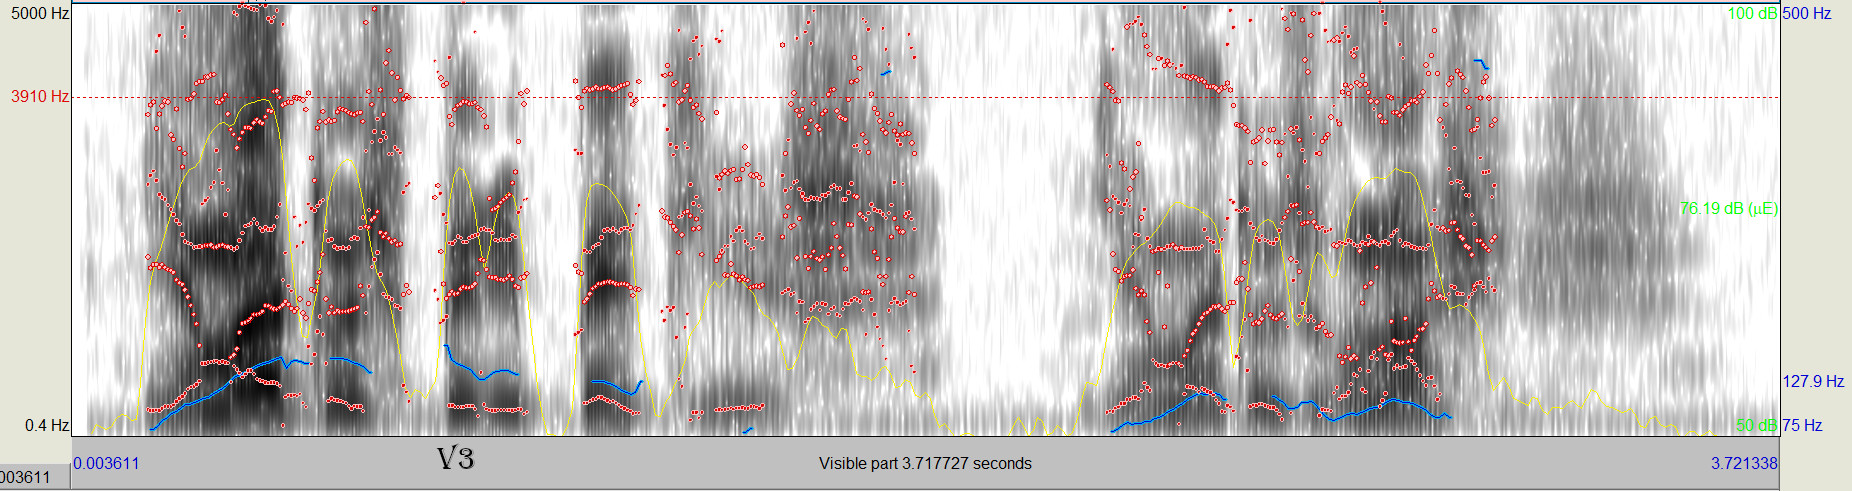 5000 Hz 100 dB 500 Hz
3910 Hz
76.19 dB (µE)
127.9 Hz
0.4 Hz 50 dB 75 Hz
0.003611 V3 Visible part 3.717727 seconds 3.721338
003611